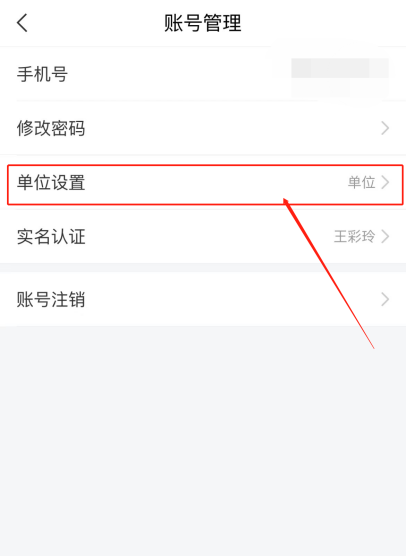 账号管理
手机号
修改密码
单位设置 单位
实名认证 王彩玲
账号注销